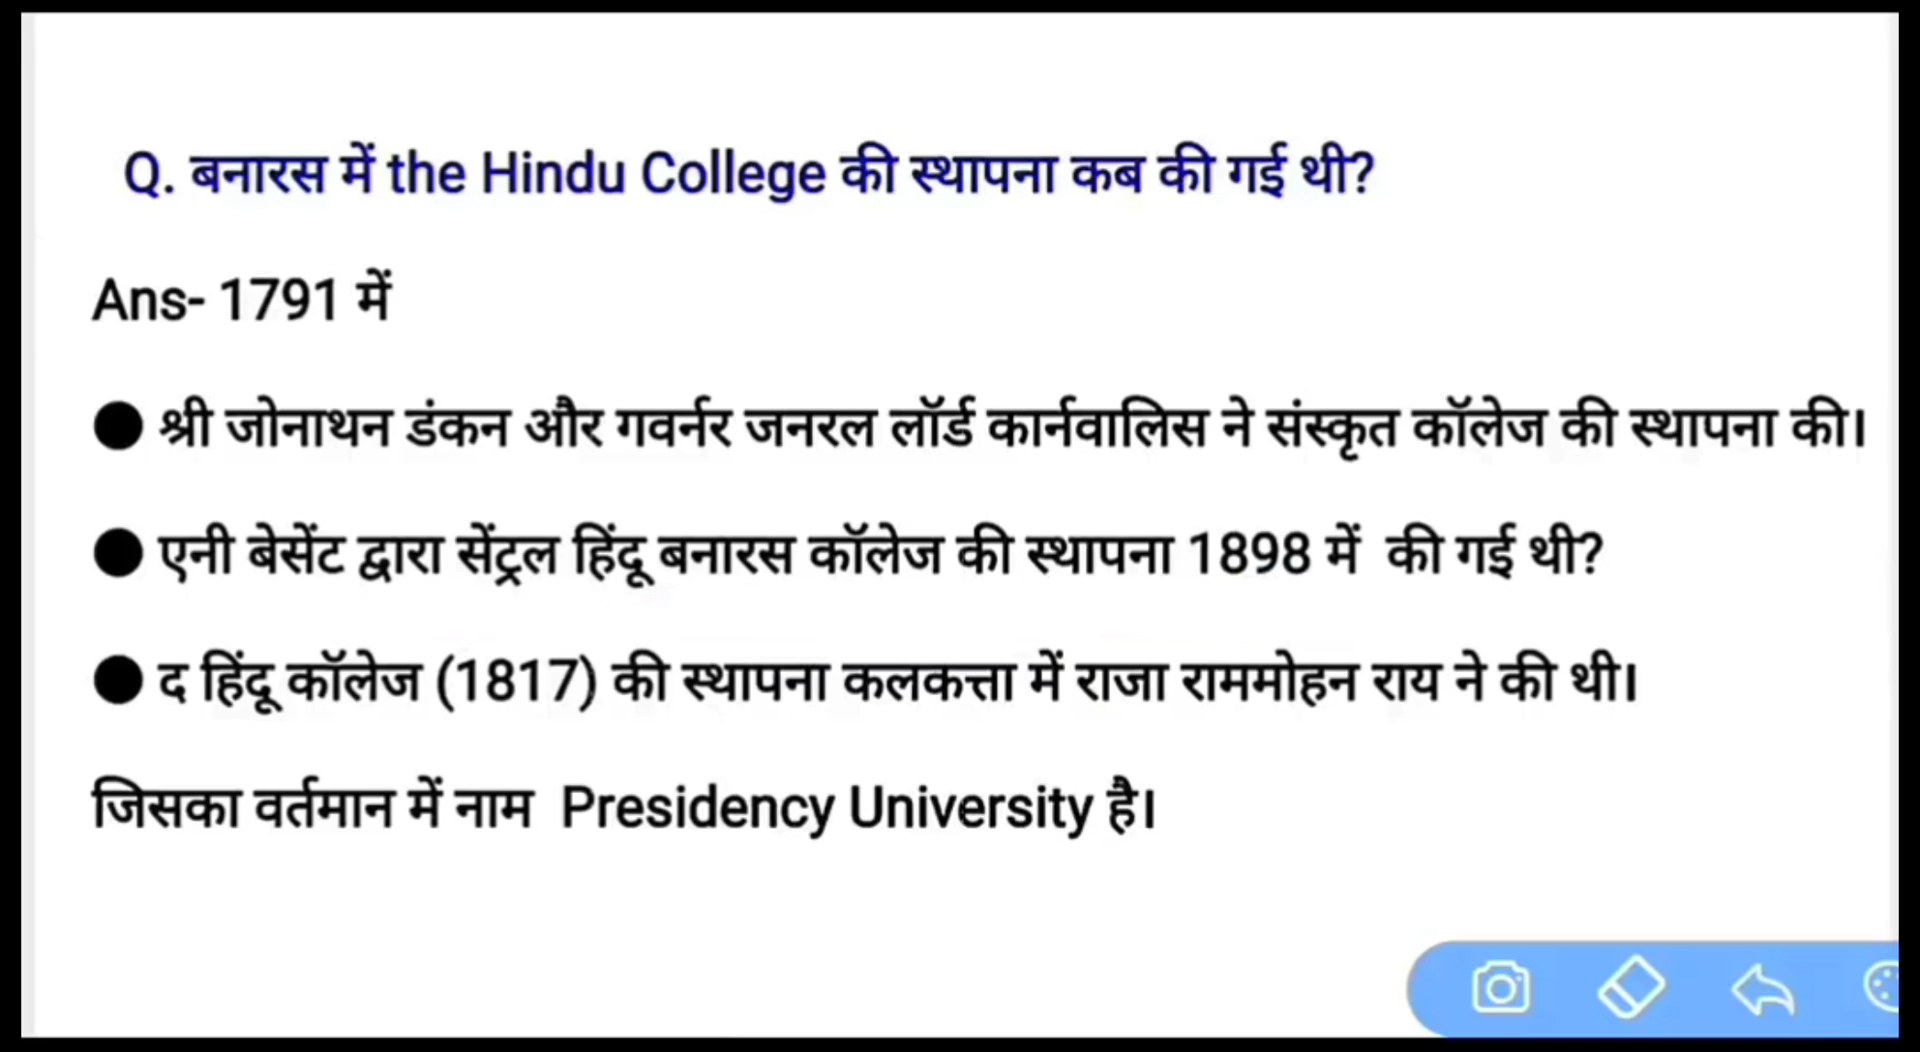 Q. बनारस में the Hindu College की स्थापना कब की गई थी?
Ans- 1791 में
● श्री जोनाथन डंकन और गवर्नर जनरल लॉर्ड कार्नवालिस ने संस्कृत कॉलेज की स्थापना की।
● एनी बेसेंट द्वारा सेंट्रल हिंदू बनारस कॉलेज की स्थापना 1898 में की गई थी?
● द हिंदू कॉलेज (1817) की स्थापना कलकत्ता में राजा राममोहन राय ने की थी।
जिसका वर्तमान में नाम Presidency University है।